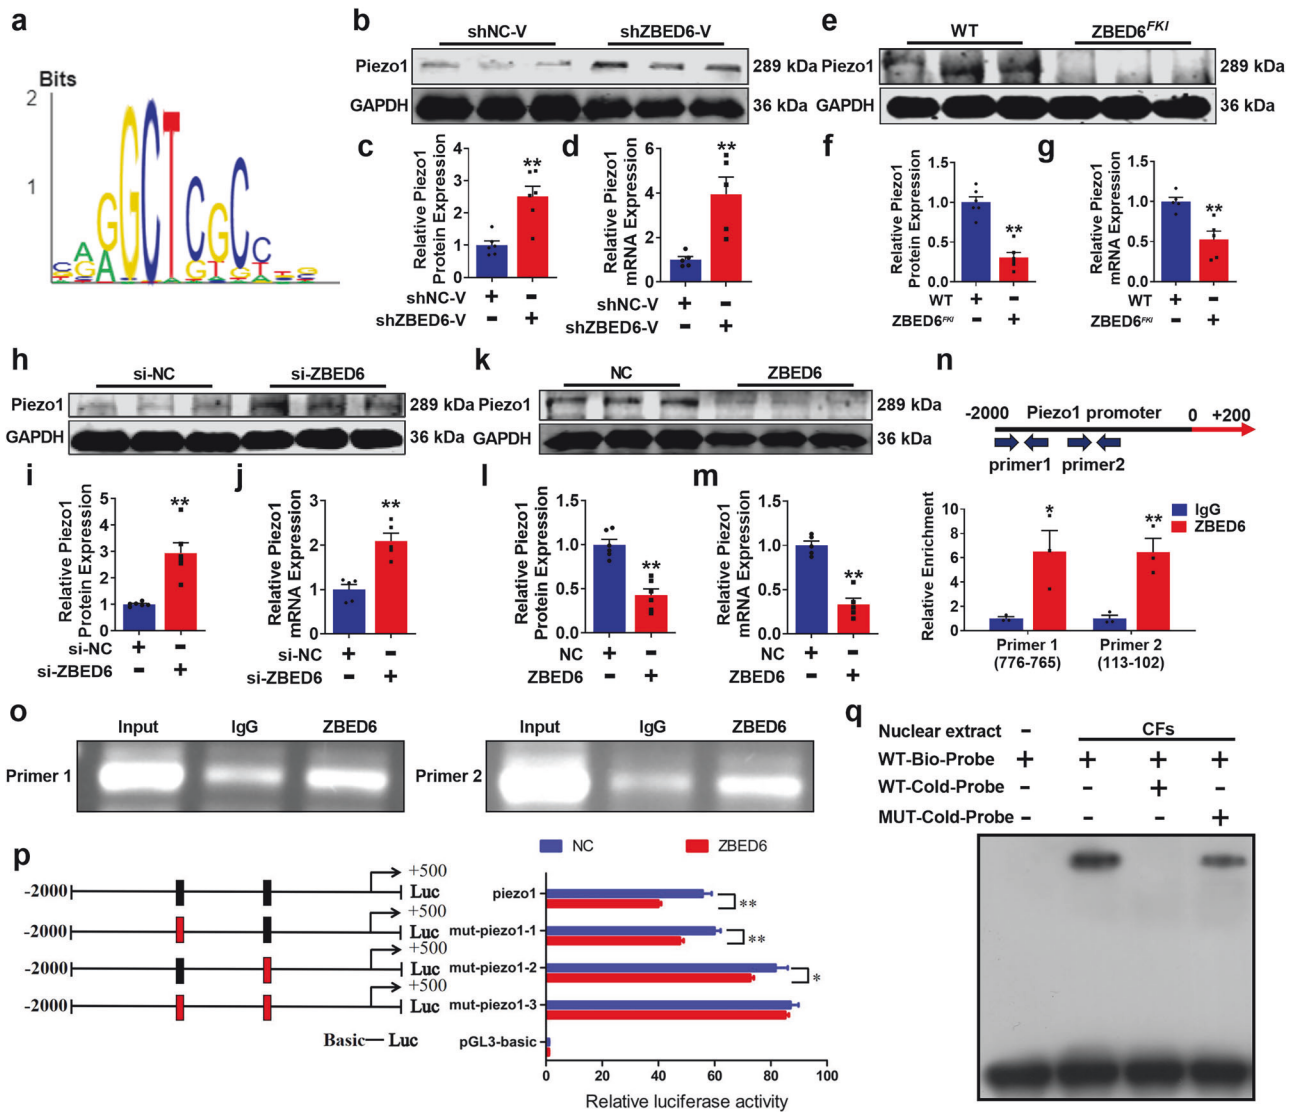 a
Bits
2
1
b
shNC-V shZBED6-V
Piezo1 289 kDa
GAPDH 36 kDa
c
Relative Piezo1
Protein Expression
4
3
2
1
0
**
shNC-V + -
shZBED6-V - +
d
Relative Piezo1
mRNA Expression
6
4
2
0
**
shNC-V + -
shZBED6-V - +
e
WT ZBED6FKI
Piezo1 289 kDa
GAPDH 36 kDa
f
Relative Piezo1
Protein Expression
1.5
1.0
0.5
0.0
**
WT + -
ZBED6FKI - +
g
Relative Piezo1
mRNA Expression
1.5
1.0
0.5
0.0
**
WT + -
ZBED6FKI - +
h
si-NC si-ZBED6
Piezo1 289 kDa
GAPDH 36 kDa
i
Relative Piezo1
Protein Expression
5
4
3
2
1
0
**
si-NC + -
si-ZBED6 - +
j
Relative Piezo1
mRNA Expression
3
2
1
0
**
si-NC + -
si-ZBED6 - +
k
NC ZBED6
Piezo1 289 kDa
GAPDH 36 kDa
l
Relative Piezo1
Protein Expression
1.5
1.0
0.5
0.0
**
NC + -
ZBED6 - +
m
Relative Piezo1
mRNA Expression
1.5
1.0
0.5
0.0
**
NC + -
ZBED6 - +
n
-2000 Piezo1 promoter 0 +200
primer1 primer2
IgG
ZBED6
Relative Enrichment
10
8
6
4
2
0
* **
Primer 1 Primer 2
(776-765) (113-102)
o
Input IgG ZBED6
Primer 1
Input IgG ZBED6
Primer 2
p
NC ZBED6
-2000 +500
Luc
-2000 +500
Luc
-2000 +500
Luc
-2000 +500
Luc
Basic Luc
piezo1 **
mut-piezo1-1 **
mut-piezo1-2 *
mut-piezo1-3
pGL3-basic
0 20 40 60 80 100
Relative luciferase activity
q
Nuclear extract - CFs
WT-Bio-Probe + + + +
WT-Cold-Probe - - + -
MUT-Cold-Probe - - - +